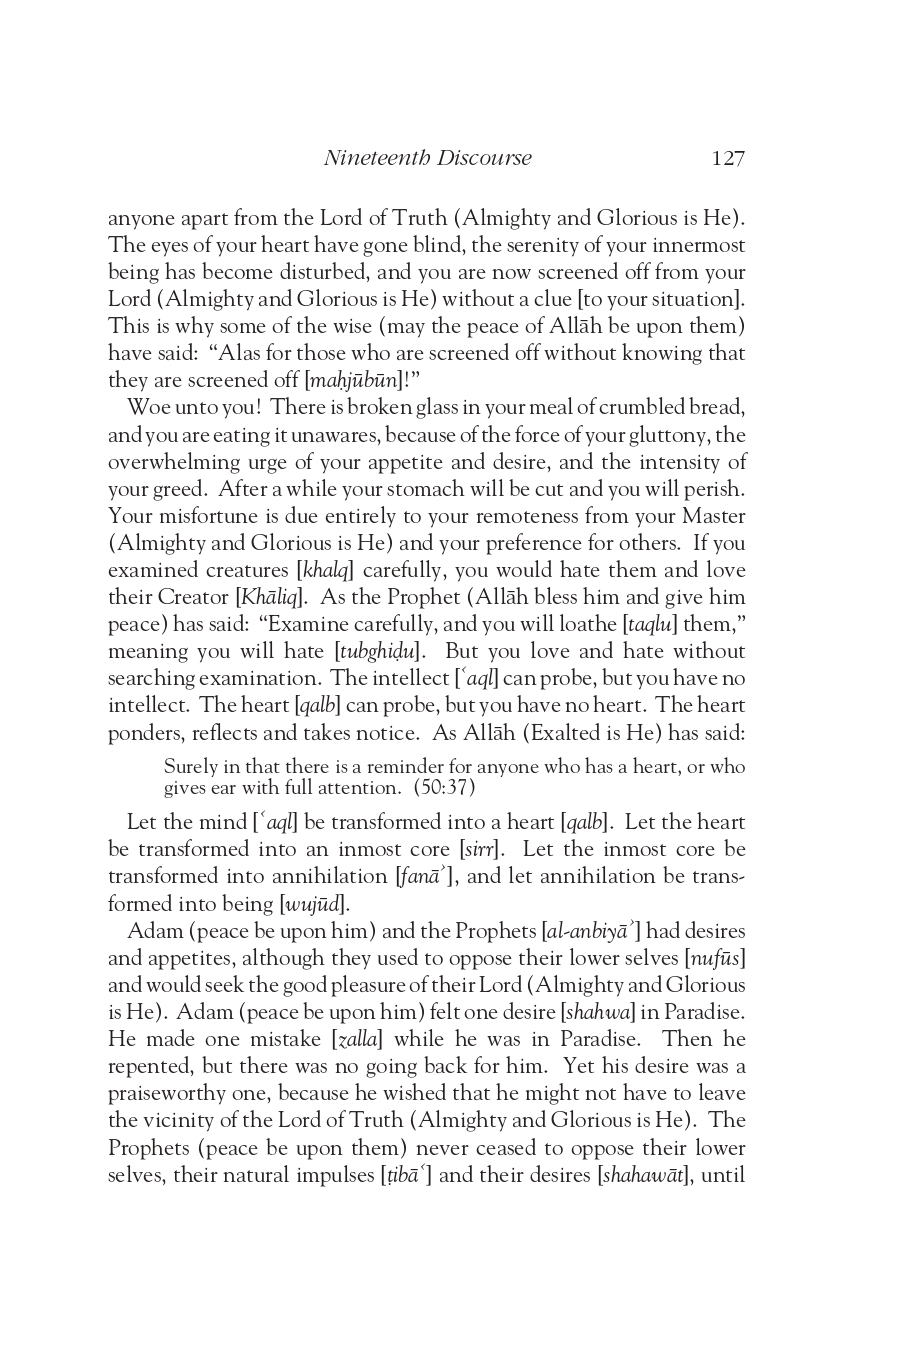 Nineteenth Discourse 127
anyone apart from the Lord of Truth (Almighty and Glorious is He).
The eyes of your heart have gone blind, the serenity of your innermost
being has become disturbed, and you are now screened off from your
Lord (Almighty and Glorious is He) without a clue [to your situation].
This is why some of the wise (may the peace of Allāh be upon them)
have said: “Alas for those who are screened off without knowing that
they are screened off [maḥjūbūn]!”
Woe unto you! There is broken glass in your meal of crumbled bread,
and you are eating it unawares, because of the force of your gluttony, the
overwhelming urge of your appetite and desire, and the intensity of
your greed. After a while your stomach will be cut and you will perish.
Your misfortune is due entirely to your remoteness from your Master
(Almighty and Glorious is He) and your preference for others. If you
examined creatures [khalq] carefully, you would hate them and love
their Creator [Khāliq]. As the Prophet (Allāh bless him and give him
peace) has said: “Examine carefully, and you will loathe [taqlu] them,”
meaning you will hate [tubghiḍu]. But you love and hate without
searching examination. The intellect [ʿaql] can probe, but you have no
intellect. The heart [qalb] can probe, but you have no heart. The heart
ponders, reflects and takes notice. As Allāh (Exalted is He) has said:
Surely in that there is a reminder for anyone who has a heart, or who
gives ear with full attention. (50:37)
Let the mind [ʿaql] be transformed into a heart [qalb]. Let the heart
be transformed into an inmost core [sirr]. Let the inmost core be
transformed into annihilation [fanāʾ], and let annihilation be trans-
formed into being [wujūd].
Adam (peace be upon him) and the Prophets [al-anbiyāʾ] had desires
and appetites, although they used to oppose their lower selves [nufūs]
and would seek the good pleasure of their Lord (Almighty and Glorious
is He). Adam (peace be upon him) felt one desire [shahwa] in Paradise.
He made one mistake [zalla] while he was in Paradise. Then he
repented, but there was no going back for him. Yet his desire was a
praiseworthy one, because he wished that he might not have to leave
the vicinity of the Lord of Truth (Almighty and Glorious is He). The
Prophets (peace be upon them) never ceased to oppose their lower
selves, their natural impulses [ṭibāʿ] and their desires [shahawāt], until